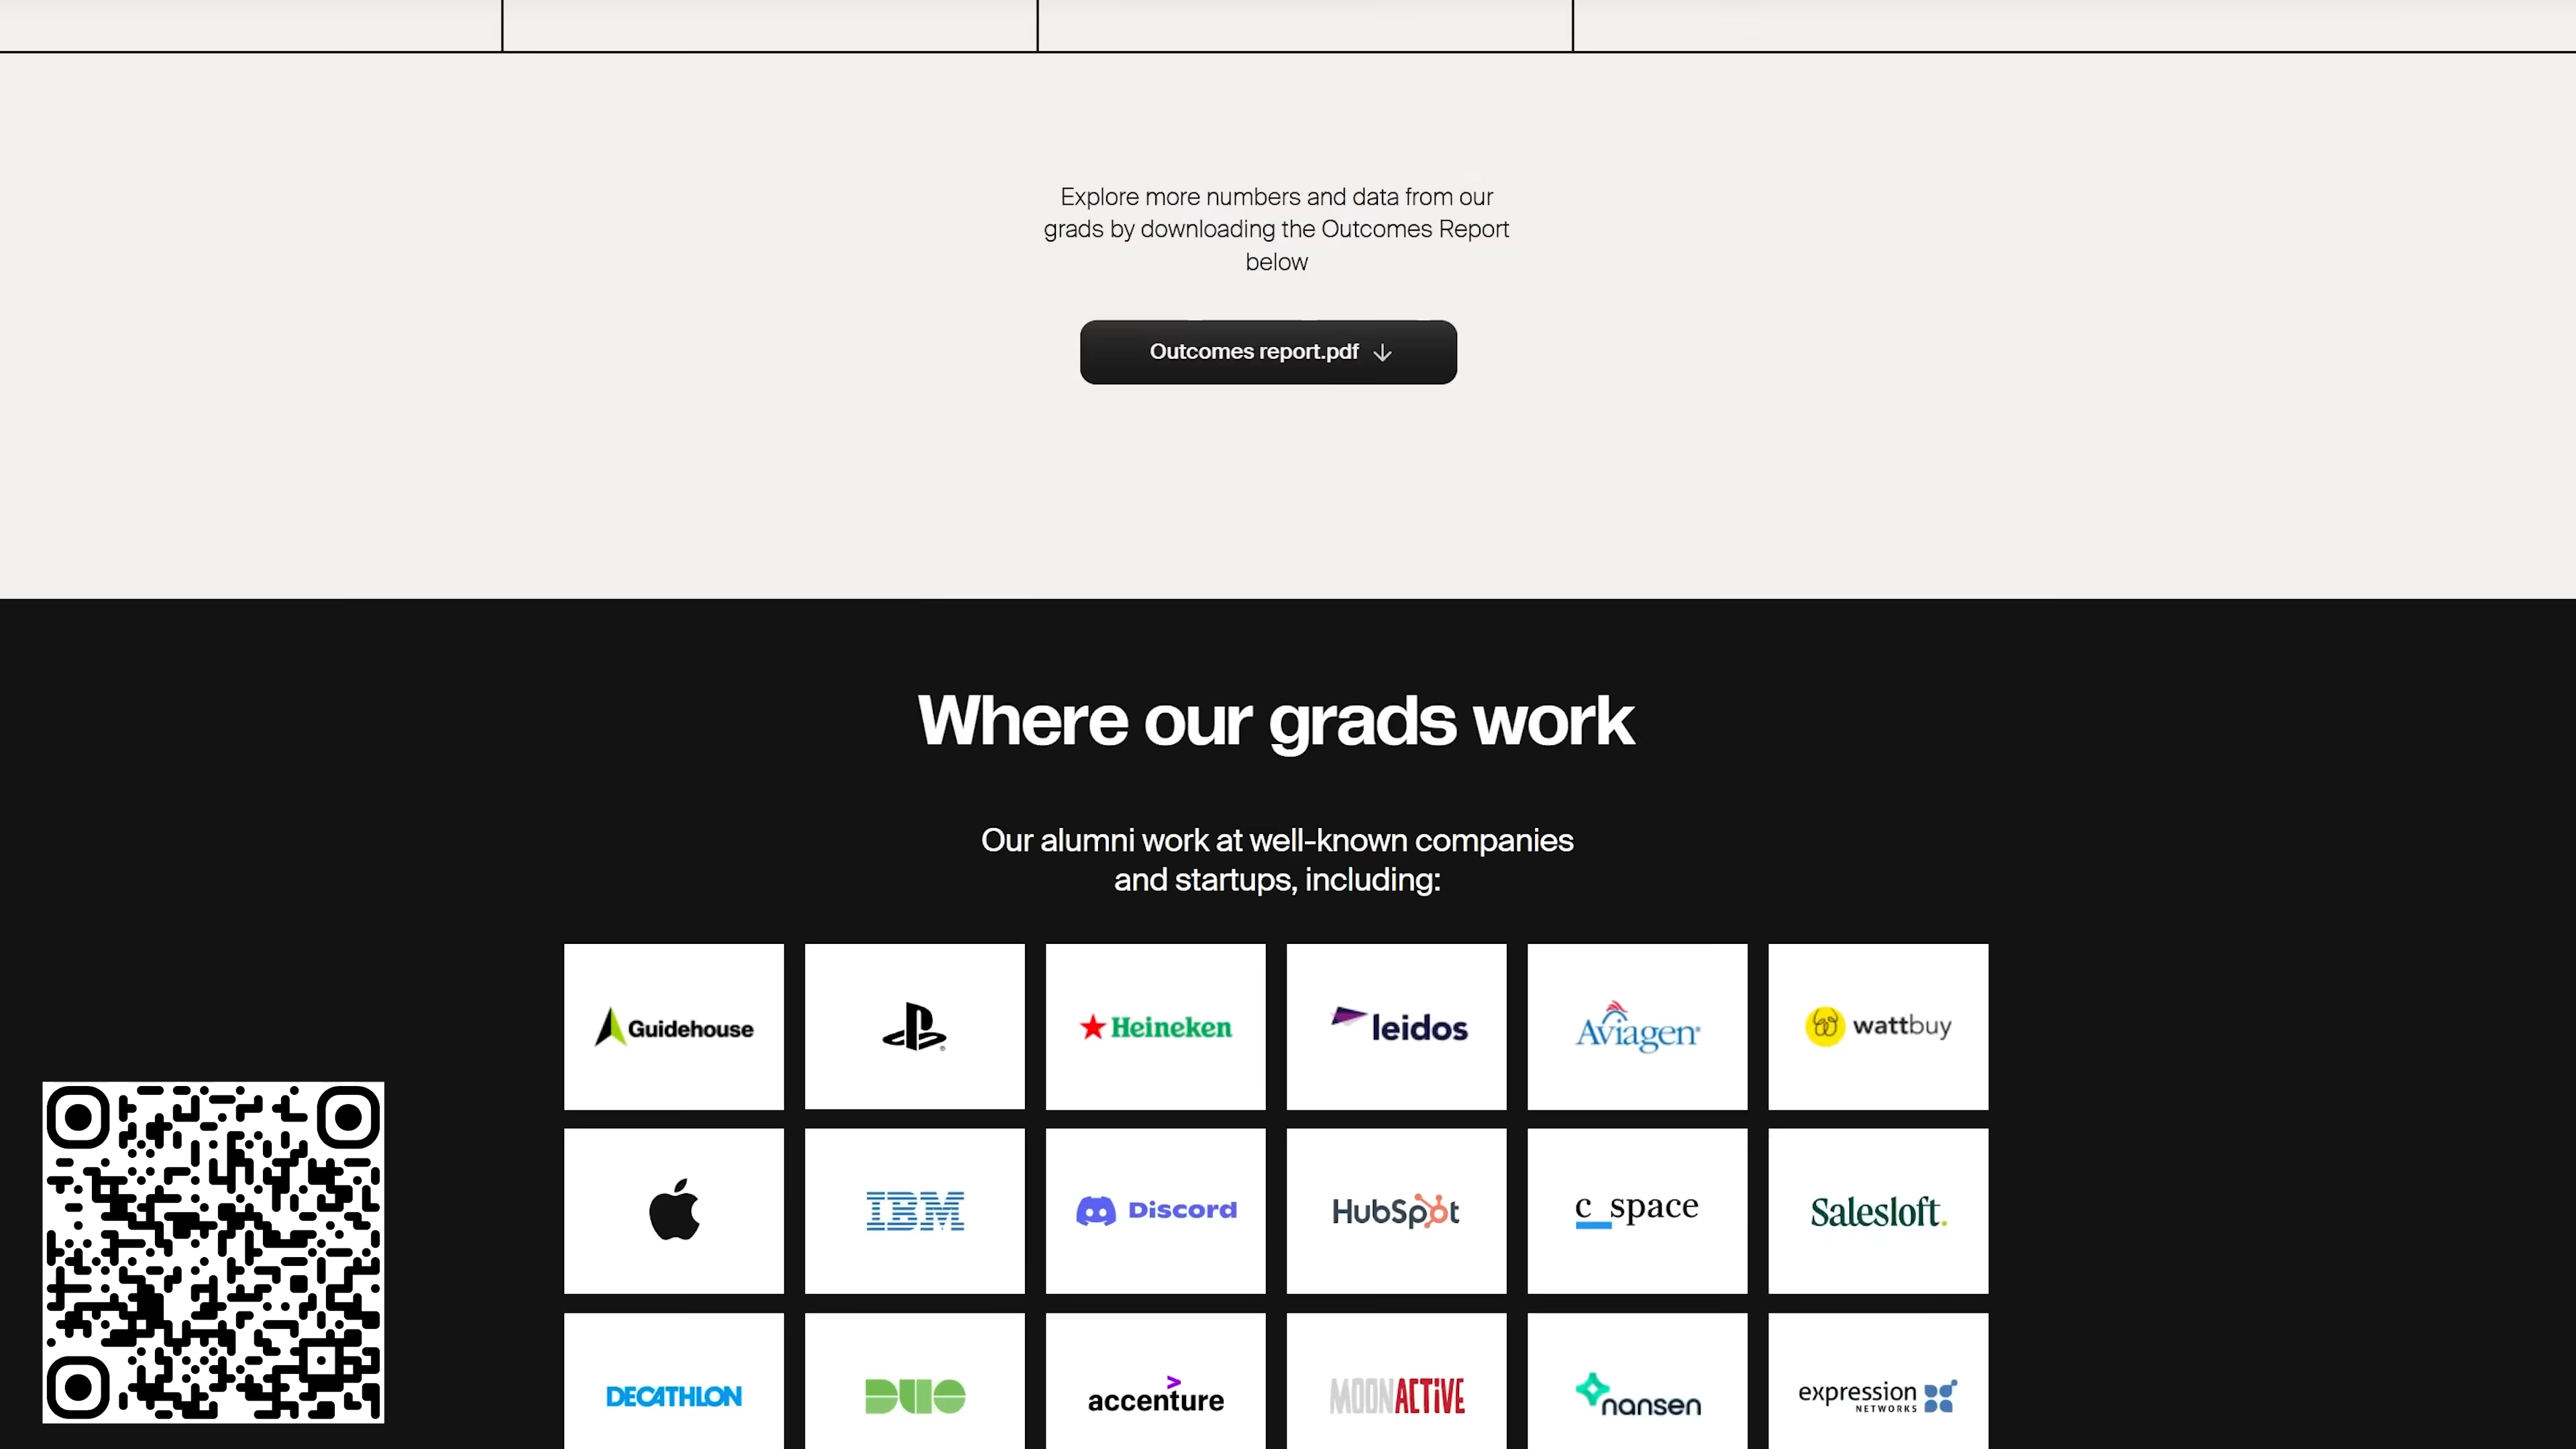 Explore more numbers and data from our
grads by downloading the Outcomes Report
below
Outcomes report.pdf
Where our grads work
Our alumni work at well-known companies
and startups, including:
Guidehouse
Heineken
leidos
Aviagen
wattbuy
IBM
Discord
HubSpot
c_space
Salesloft.
DECATHLON
DUO
accenture
MOONACTIVE
nansen
expression
NETWORKS